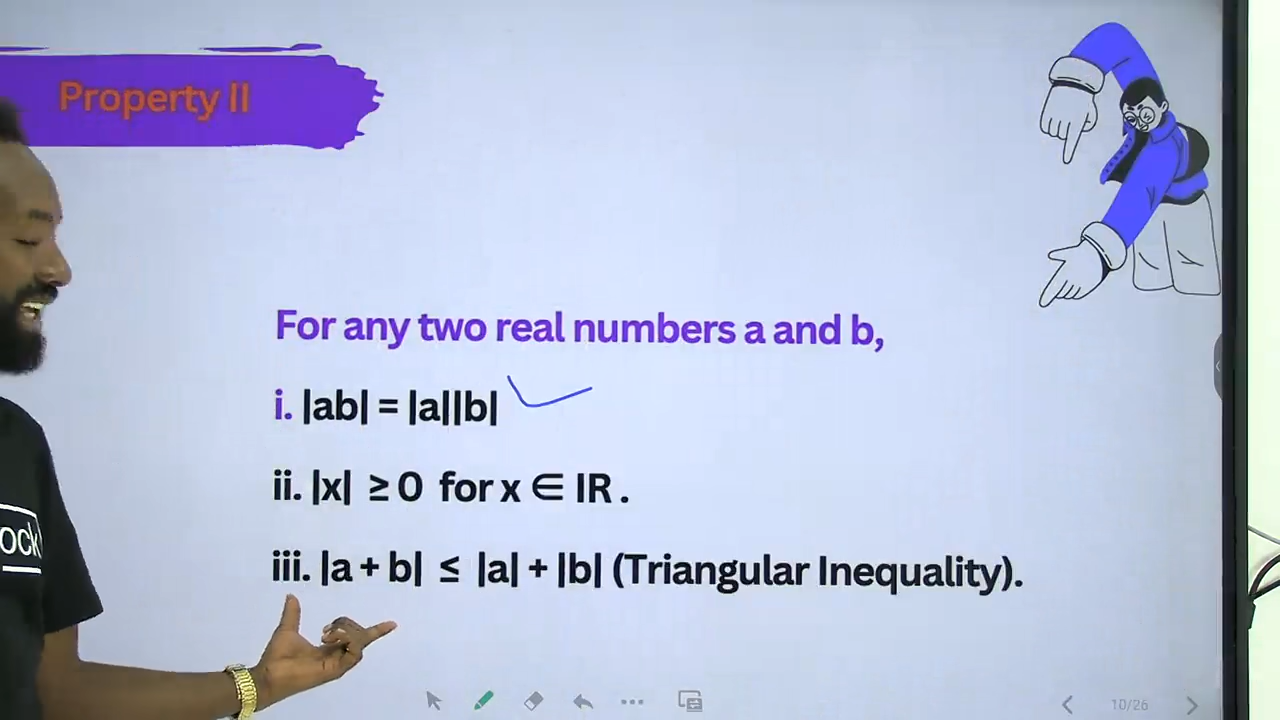 Property II
For any two real numbers a and b,
i. |ab| = |a||b|
ii. |x| ≥ 0 for x ∈ IR .
iii. |a + b| ≤ |a| + |b| (Triangular Inequality).
ock
10/26